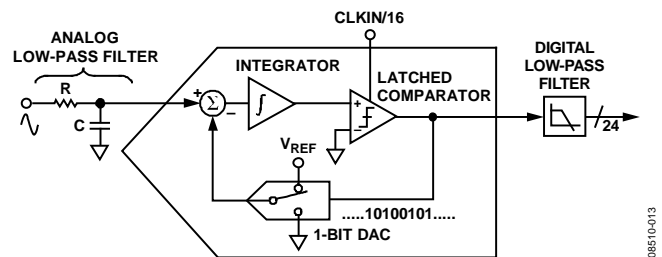 CLKIN/16
ANALOG
LOW-PASS FILTER
R
C
+
Σ
–
INTEGRATOR
∫
+
–
LATCHED
COMPARATOR
DIGITAL
LOW-PASS
FILTER
24
VREF
.....10100101.....
1-BIT DAC
08510-013